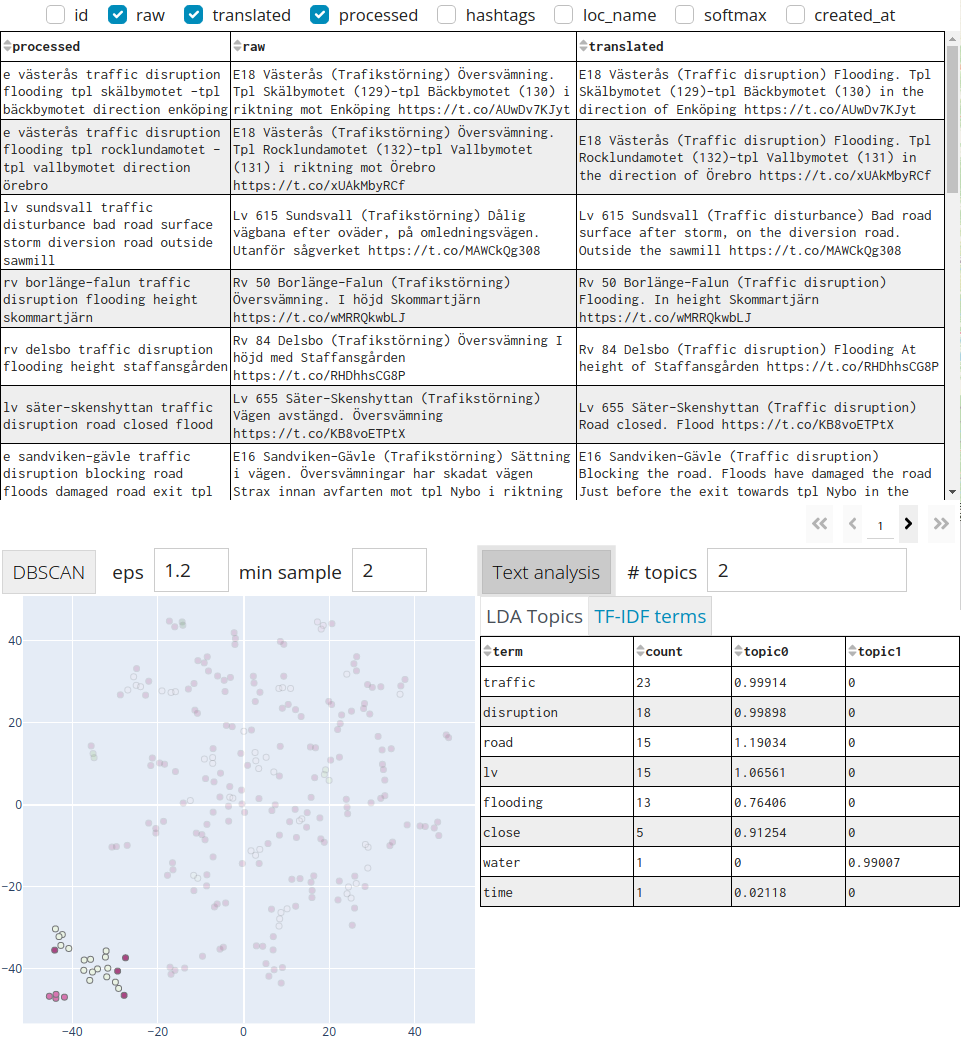 id raw translated processed hashtags loc_name softmax created_at
processed raw translated
e västerås traffic disruption
flooding tpl skälbymotet -tpl
bäckbymotet direction enköping
E18 Västerås (Trafikstörning) Översvämning.
Tpl Skälbymotet (129)-tpl Bäckbymotet (130) i
riktning mot Enköping https://t.co/AUwDv7KJyt
E18 Västerås (Traffic disruption) Flooding. Tpl
Skälbymotet (129)-tpl Bäckbymotet (130) in the
direction of Enköping https://t.co/AUwDv7KJyt
e västerås traffic disruption
flooding tpl rocklundamotet -
tpl vallbymotet direction
örebro
E18 Västerås (Trafikstörning) Översvämning.
Tpl Rocklundamotet (132)-tpl Vallbymotet
(131) i riktning mot Örebro
https://t.co/xUAkMbyRCf
E18 Västerås (Traffic disruption) Flooding. Tpl
Rocklundamotet (132)-tpl Vallbymotet (131) in
the direction of Örebro https://t.co/xUAkMbyRCf
lv sundsvall traffic
disturbance bad road surface
storm diversion road outside
sawmill
Lv 615 Sundsvall (Trafikstörning) Dålig
vägbana efter oväder, på omledningsvägen.
Utanför sågverket https://t.co/MAWCkQg308
Lv 615 Sundsvall (Traffic disturbance) Bad road
surface after storm, on the diversion road.
Outside the sawmill https://t.co/MAWCkQg308
rv borlänge-falun traffic
disruption flooding height
skommartjärn
Rv 50 Borlänge-Falun (Trafikstörning)
Översvämning. I höjd Skommartjärn
https://t.co/wMRRQkwbLJ
Rv 50 Borlänge-Falun (Traffic disruption)
Flooding. In height Skommartjärn
https://t.co/wMRRQkwbLJ
rv delsbo traffic disruption
flooding height staffansgården
Rv 84 Delsbo (Trafikstörning) Översvämning I
höjd med Staffansgården
https://t.co/RHDhhsCG8P
Rv 84 Delsbo (Traffic disruption) Flooding At
height of Staffansgården https://t.co/RHDhhsCG8P
lv säter-skenshyttan traffic
disruption road closed flood
Lv 655 Säter-Skenshyttan (Trafikstörning)
Vägen avstängd. Översvämning
https://t.co/KB8voETPtX
Lv 655 Säter-Skenshyttan (Traffic disruption)
Road closed. Flood https://t.co/KB8voETPtX
e sandviken-gävle traffic
disruption blocking road
floods damaged road exit tpl
E16 Sandviken-Gävle (Trafikstörning) Sättning
i vägen. Översvämningar har skadat vägen
Strax innan avfarten mot tpl Nybo i riktning
E16 Sandviken-Gävle (Traffic disruption)
Blocking the road. Floods have damaged the road
Just before the exit towards tpl Nybo in the
1
DBSCAN eps 1.2 min sample 2
Text analysis # topics 2
LDA Topics TF-IDF terms
term count topic0 topic1
traffic 23 0.99914 0
disruption 18 0.99898 0
road 15 1.19034 0
lv 15 1.06561 0
flooding 13 0.76406 0
close 5 0.91254 0
water 1 0 0.99007
time 1 0.02118 0
40
20
0
−20
−40
−40 −20 0 20 40